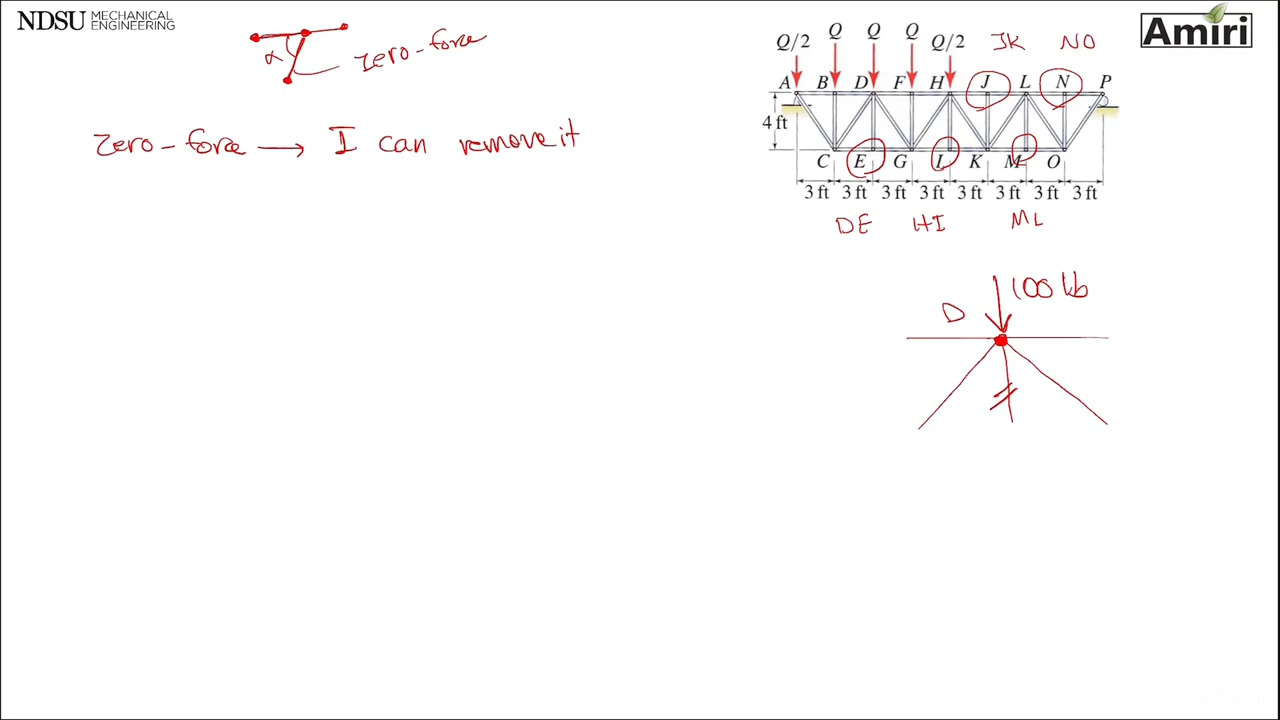 NDSU MECHANICAL ENGINEERING
Amiri
α zero-force
zero-force → I can remove it
Q/2 Q Q Q Q/2 JK NO
A B D F H J L N P
4 ft
C E G I K M O
3 ft 3 ft 3 ft 3 ft 3 ft 3 ft 3 ft 3 ft
DE HI ML
100 lb
D